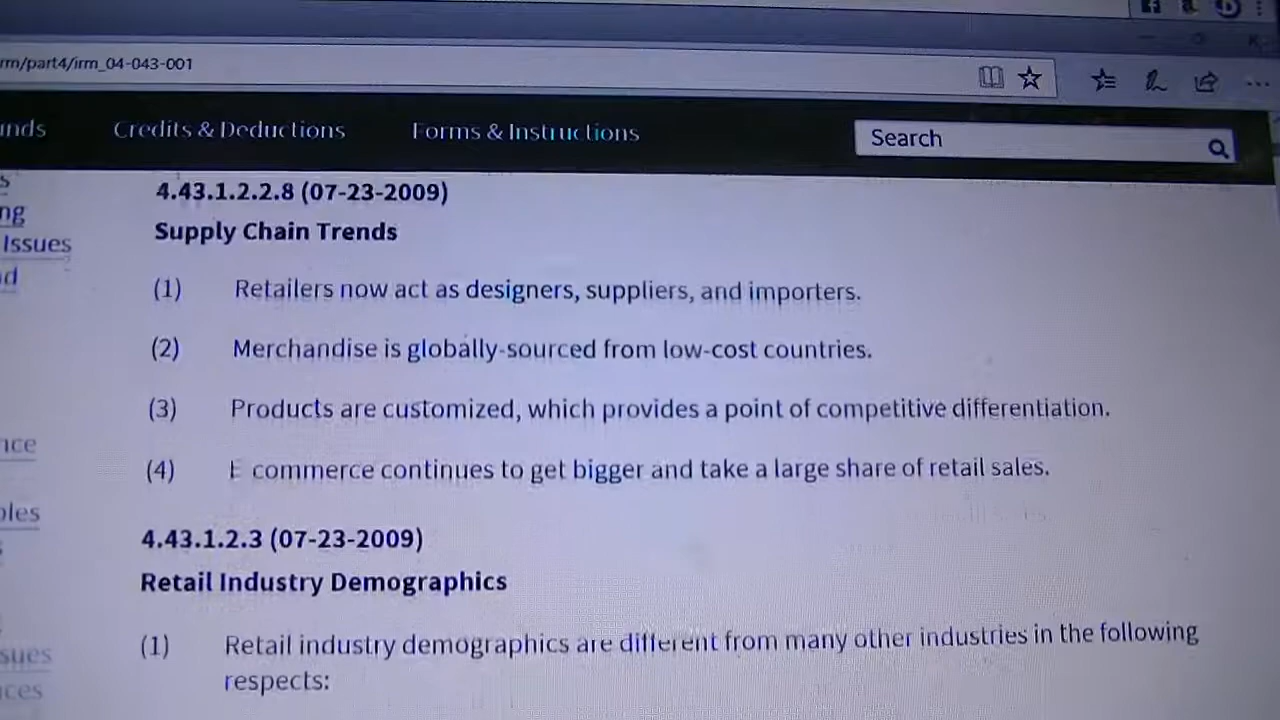 rm/part4/irm_04-043-001
Credits & Deductions Forms & Instructions Search
4.43.1.2.2.8 (07-23-2009)
Supply Chain Trends
ng
Issues
(1) Retailers now act as designers, suppliers, and importers.
(2) Merchandise is globally-sourced from low-cost countries.
(3) Products are customized, which provides a point of competitive differentiation.
(4) E commerce continues to get bigger and take a large share of retail sales.
4.43.1.2.3 (07-23-2009)
Retail Industry Demographics
(1) Retail industry demographics are different from many other industries in the following
respects: